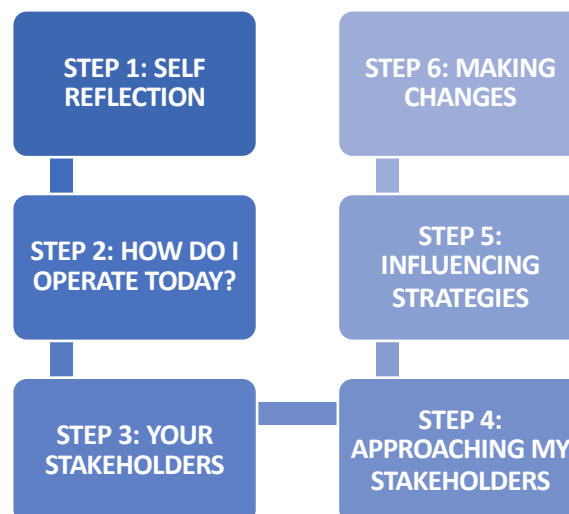 STEP 1: SELF
REFLECTION
STEP 2: HOW DO I
OPERATE TODAY?
STEP 3: YOUR
STAKEHOLDERS
STEP 4:
APPROACHING MY
STAKEHOLDERS
STEP 5:
INFLUENCING
STRATEGIES
STEP 6: MAKING
CHANGES